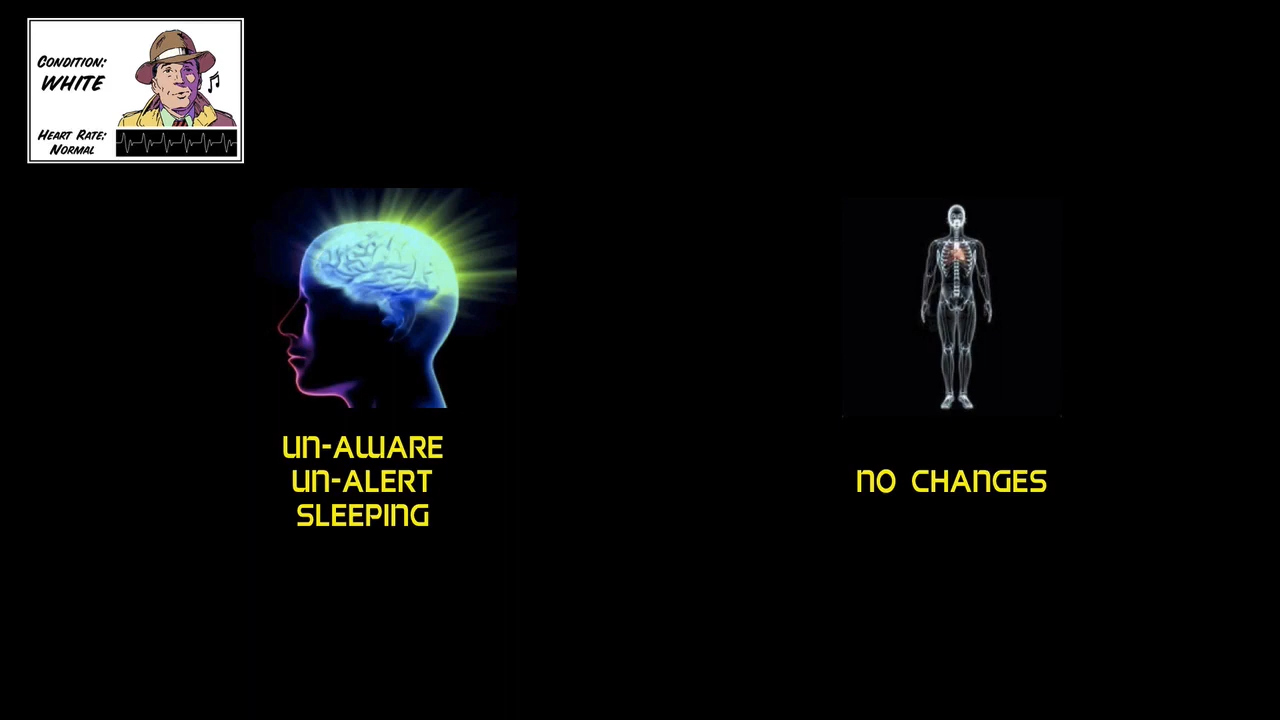 CONDITION:
WHITE
HEART RATE:
NORMAL
UN-AWARE
UN-ALERT
SLEEPING
NO CHANGES